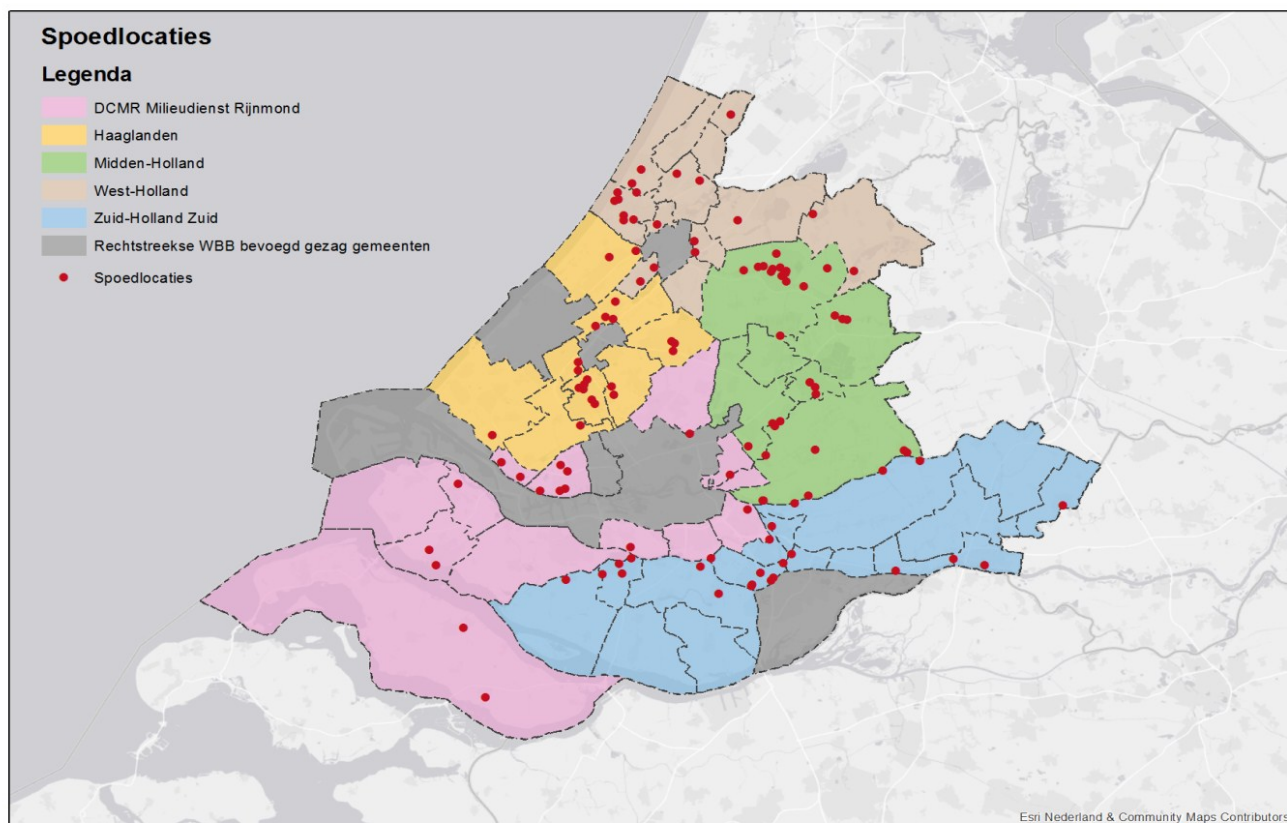 Spoedlocaties
Legenda
DCMR Milieudienst Rijnmond
Haaglanden
Midden-Holland
West-Holland
Zuid-Holland Zuid
Rechtstreekse WBB bevoegd gezag gemeenten
Spoedlocaties
Esri Nederland & Community Maps Contributors